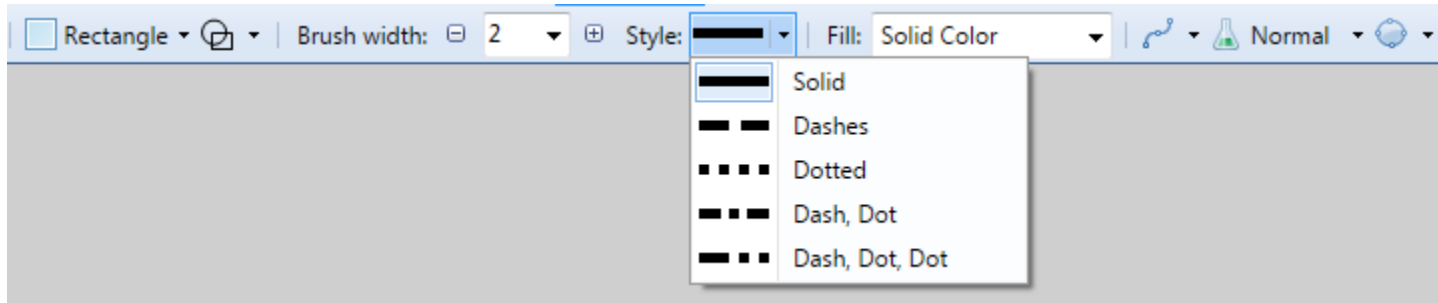 Rectangle Brush width: 2 Style: Fill: Solid Color Normal
Solid
Dashes
Dotted
Dash, Dot
Dash, Dot, Dot